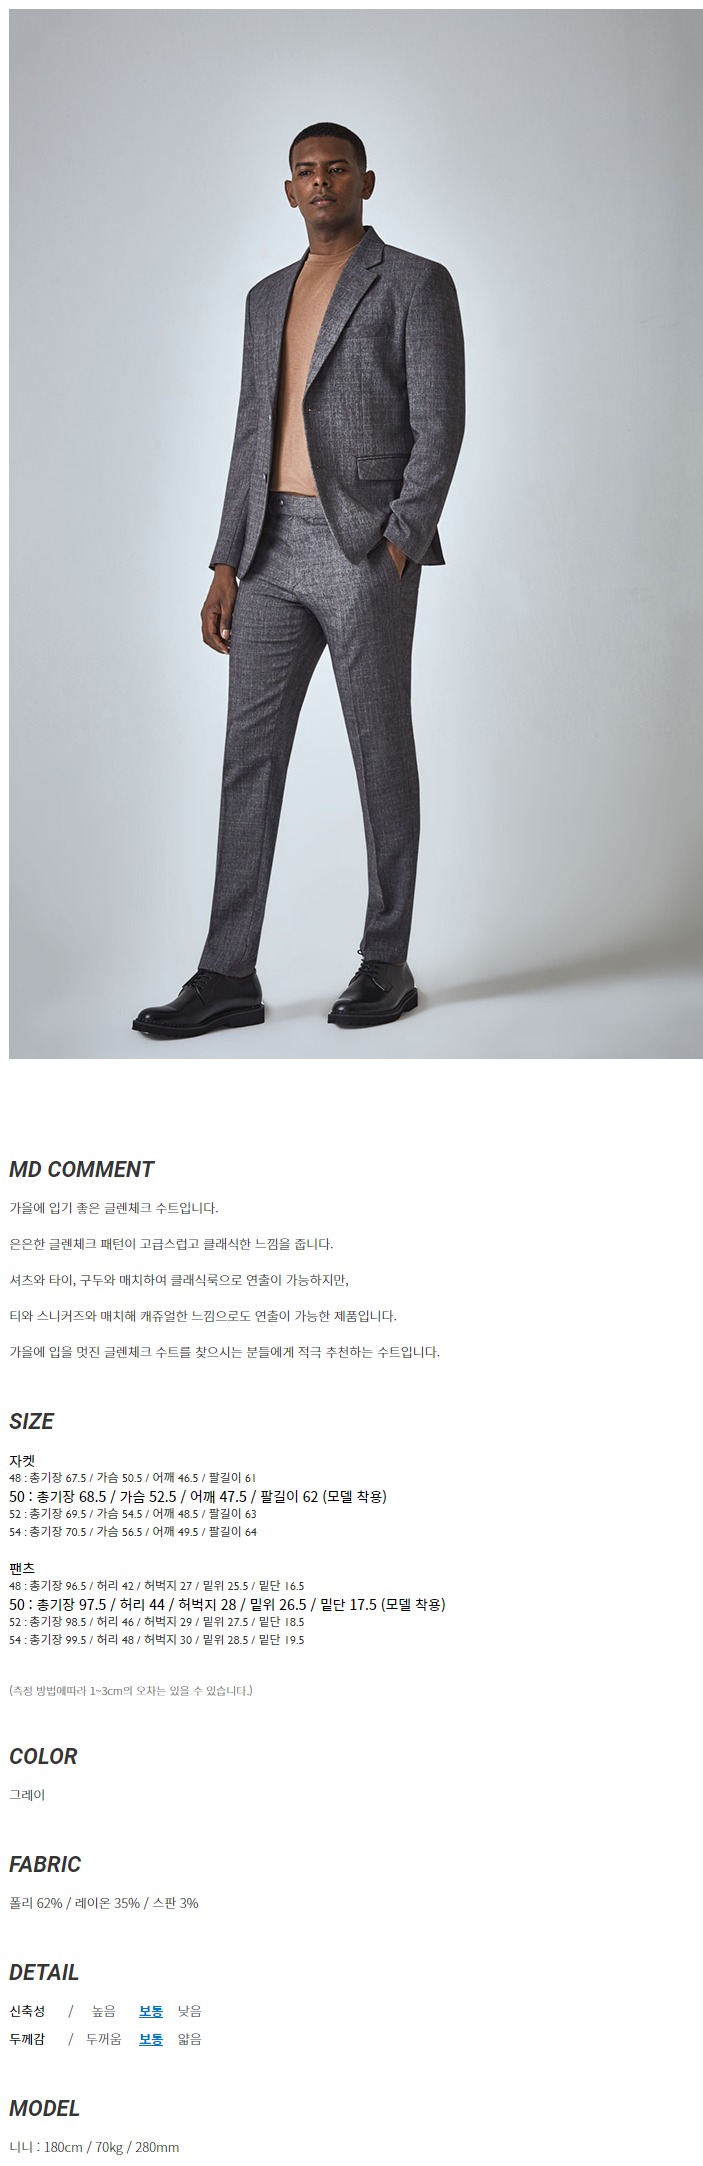 MD COMMENT
가을에 입기 좋은 글렌체크 수트입니다.
은은한 글렌체크 패턴이 고급스럽고 클래식한 느낌을 줍니다.
셔츠와 타이, 구두와 매치하여 클래식룩으로 연출이 가능하지만,
티와 스니커즈와 매치해 캐쥬얼한 느낌으로도 연출이 가능한 제품입니다.
가을에 입을 멋진 글렌체크 수트를 찾으시는 분들에게 적극 추천하는 수트입니다.
SIZE
자켓
48 : 총기장 67.5 / 가슴 50.5 / 어깨 46.5 / 팔길이 61
50 : 총기장 68.5 / 가슴 52.5 / 어깨 47.5 / 팔길이 62 (모델 착용)
52 : 총기장 69.5 / 가슴 54.5 / 어깨 48.5 / 팔길이 63
54 : 총기장 70.5 / 가슴 56.5 / 어깨 49.5 / 팔길이 64
팬츠
48 : 총기장 96.5 / 허리 42 / 허벅지 27 / 밑위 25.5 / 밑단 16.5
50 : 총기장 97.5 / 허리 44 / 허벅지 28 / 밑위 26.5 / 밑단 17.5 (모델 착용)
52 : 총기장 98.5 / 허리 46 / 허벅지 29 / 밑위 27.5 / 밑단 18.5
54 : 총기장 99.5 / 허리 48 / 허벅지 30 / 밑위 28.5 / 밑단 19.5
(측정 방법에따라 1~3cm의 오차는 있을 수 있습니다.)
COLOR
그레이
FABRIC
폴리 62% / 레이온 35% / 스판 3%
DETAIL
신축성 / 높음 보통 낮음
두께감 / 두꺼움 보통 얇음
MODEL
니니 : 180cm / 70kg / 280mm